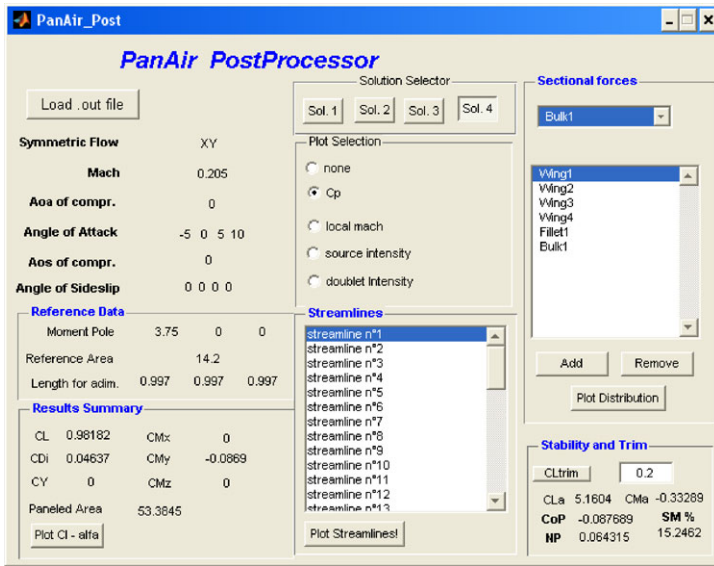 PanAir_Post
PanAir PostProcessor
Load .out file
Symmetric Flow XY
Mach 0.205
Aoa of compr. 0
Angle of Attack -5 0 5 10
Aos of compr. 0
Angle of Sideslip 0 0 0 0
Reference Data
Moment Pole 3.75 0 0
Reference Area 14.2
Length for adim. 0.997 0.997 0.997
Results Summary
CL 0.98182 CMx 0
CDi 0.04637 CMy -0.0869
CY 0 CMz 0
Paneled Area 53.3845
Plot Cl - alfa
Solution Selector
Sol. 1 Sol. 2 Sol. 3 Sol. 4
Plot Selection
none
Cp
local mach
source intensity
doublet Intensity
Streamlines
streamline n°1
streamline n°2
streamline n°3
streamline n°4
streamline n°5
streamline n°6
streamline n°7
streamline n°8
streamline n°9
streamline n°10
streamline n°11
streamline n°12
streamline n°13
Plot Streamlines!
Sectional forces
Bulk1
Wing1
Wing2
Wing3
Wing4
Fillet1
Bulk1
Add Remove
Plot Distribution
Stability and Trim
CLtrim 0.2
CLa 5.1604 CMa -0.33289
CoP -0.087689 SM %
NP 0.064315 15.2462